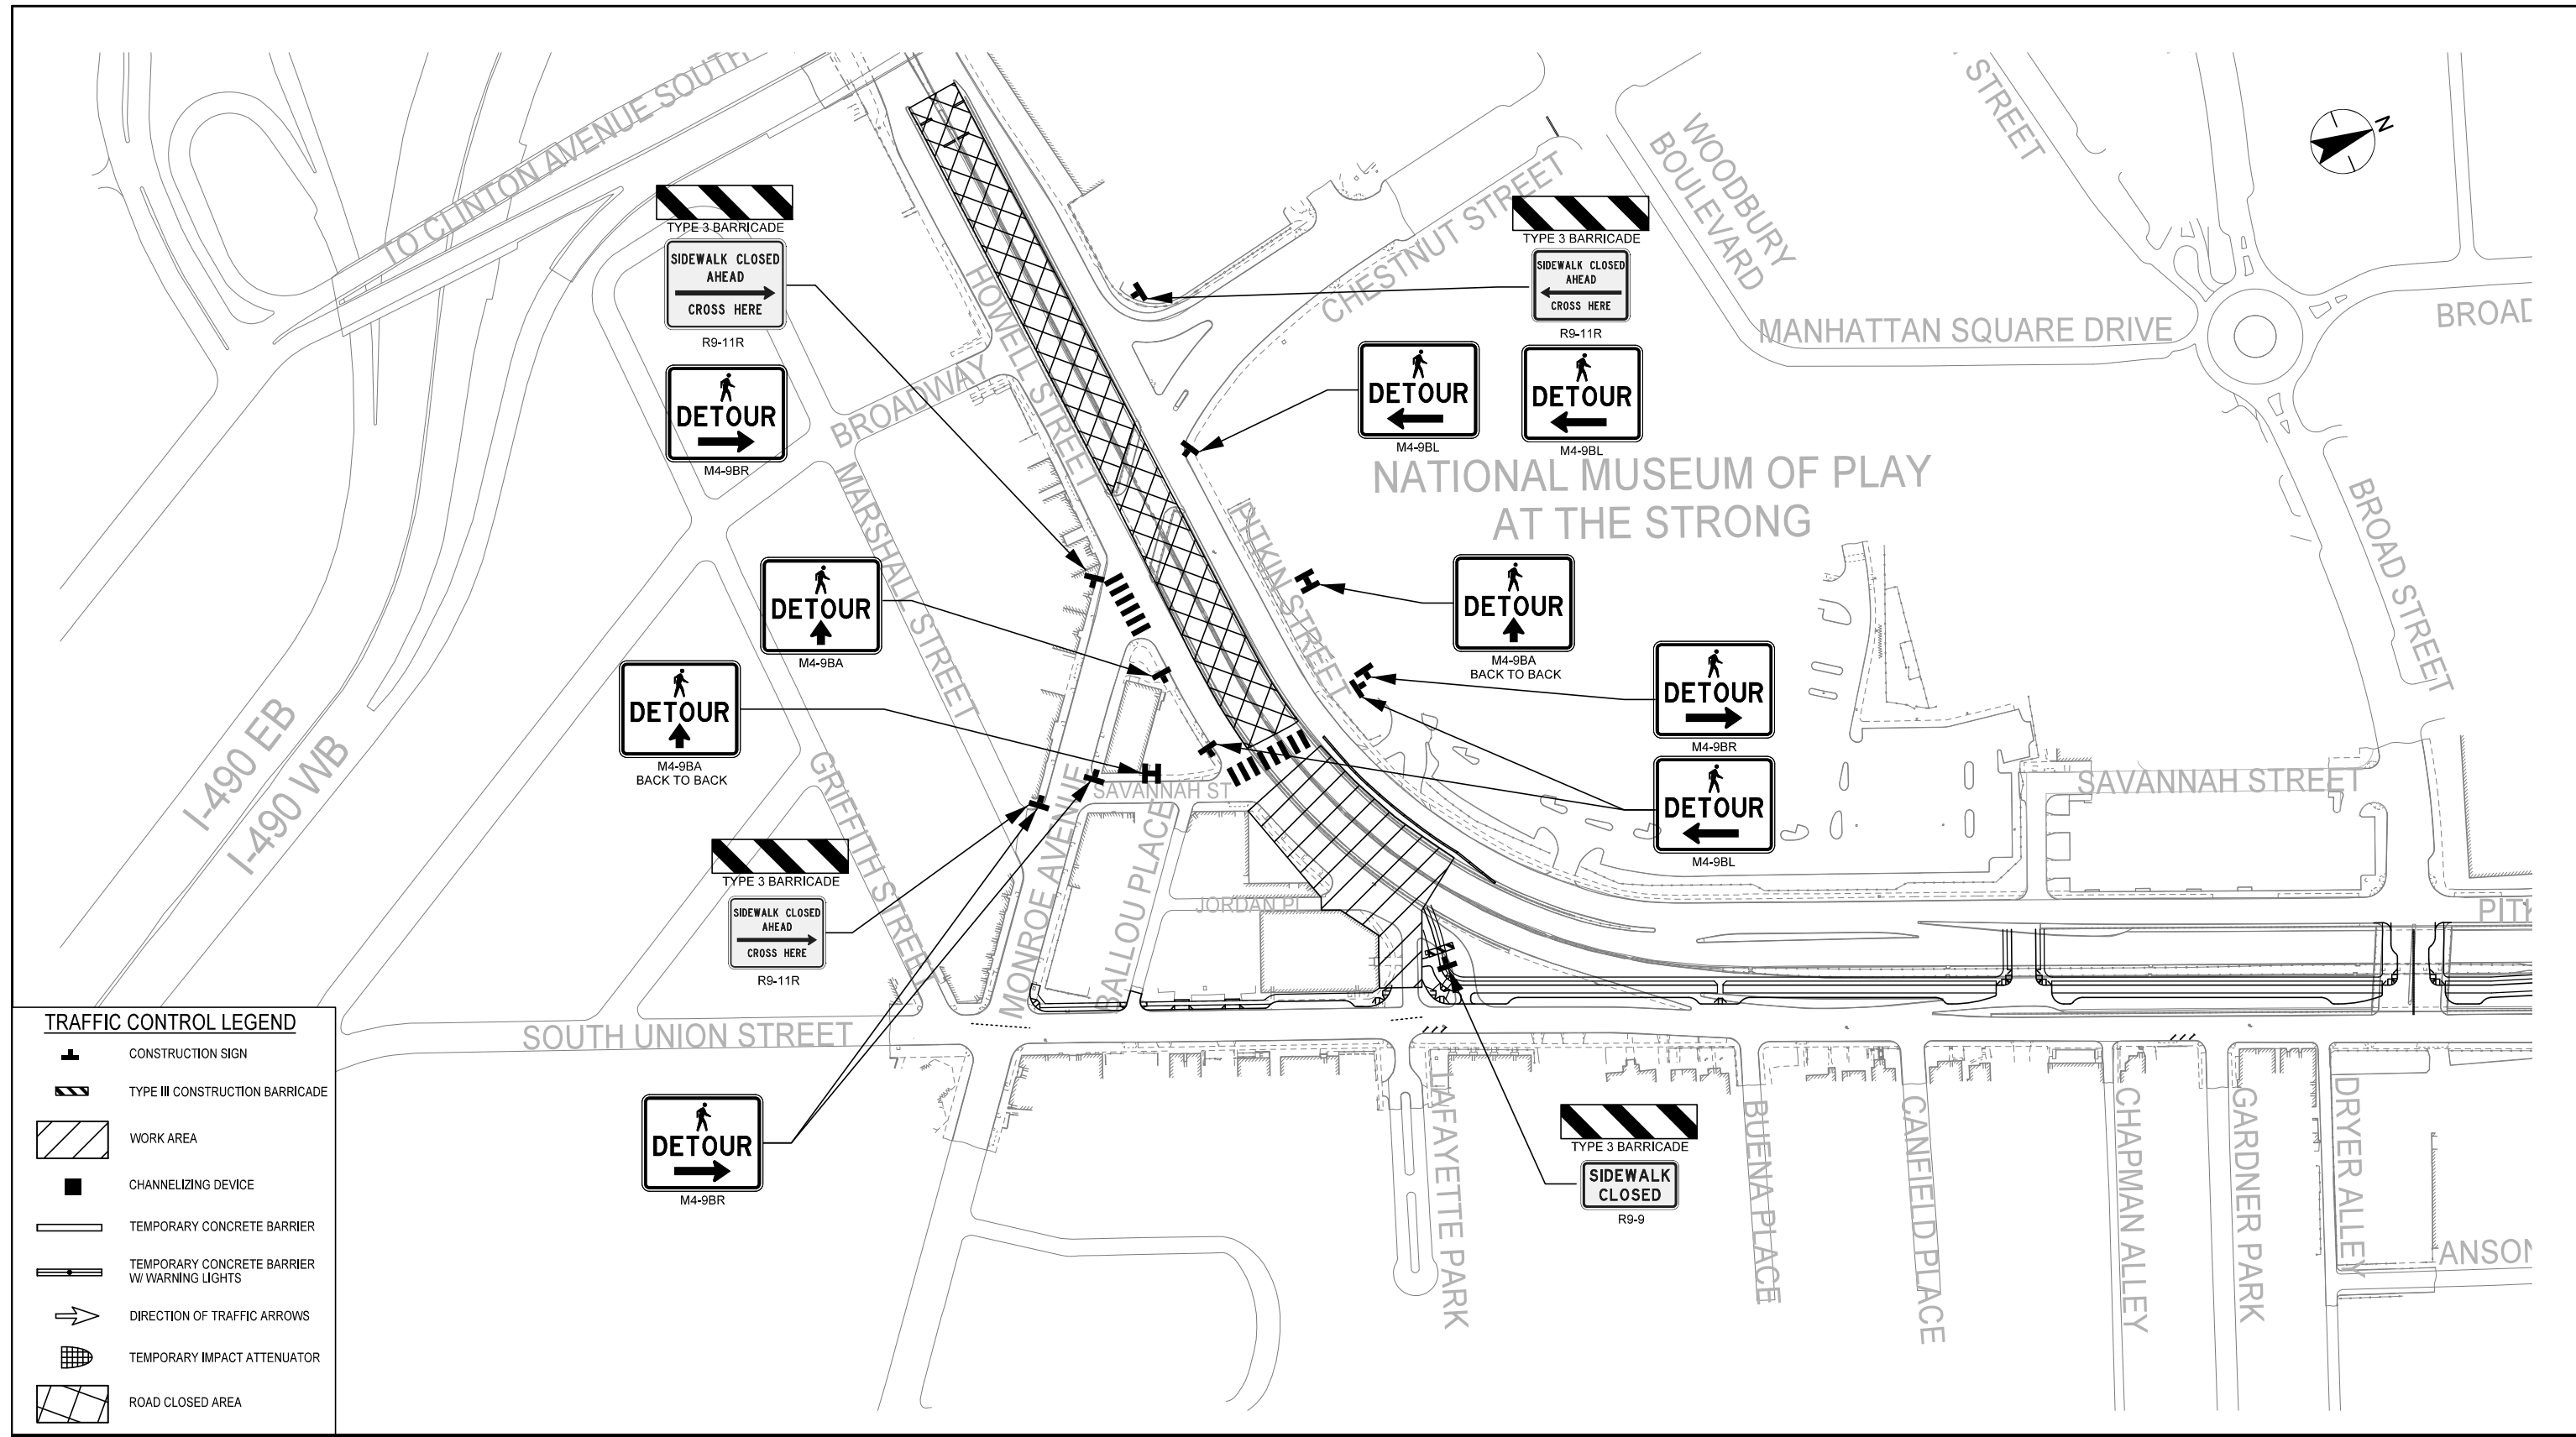 TO CLINTON AVENUE SOUTH
STREET
N
WOODBURY
BOULEVARD
CHESTNUT STREET
MANHATTAN SQUARE DRIVE
TYPE 3 BARRICADE
SIDEWALK CLOSED
AHEAD
CROSS HERE
R9-11R
DETOUR
M4-9BR
TYPE 3 BARRICADE
SIDEWALK CLOSED
AHEAD
CROSS HERE
R9-11R
DETOUR
M4-9BL
DETOUR
M4-9BL
HOWELL STREET
BROADWAY
MARSHALL STREET
NATIONAL MUSEUM OF PLAY
AT THE STRONG
PITKIN STREET
BROAD STREET
DETOUR
M4-9BA
DETOUR
M4-9BA
BACK TO BACK
DETOUR
M4-9BA
BACK TO BACK
DETOUR
M4-9BR
DETOUR
M4-9BL
I-490 EB
I-490 WB
GRIFFITH STREET
SAVANNAH ST
SAVANNAH STREET
MONROE AVENUE
BALLOU PLACE
JORDAN PL
TYPE 3 BARRICADE
SIDEWALK CLOSED
AHEAD
CROSS HERE
R9-11R
SOUTH UNION STREET
DETOUR
M4-9BR
TYPE 3 BARRICADE
SIDEWALK
CLOSED
R9-9
LAFAYETTE PARK
BUENA PLACE
CANFIELD PLACE
CHAPMAN ALLEY
GARDNER PARK
DRYER ALLEY
TRAFFIC CONTROL LEGEND
CONSTRUCTION SIGN
TYPE III CONSTRUCTION BARRICADE
WORK AREA
CHANNELIZING DEVICE
TEMPORARY CONCRETE BARRIER
TEMPORARY CONCRETE BARRIER
W/ WARNING LIGHTS
DIRECTION OF TRAFFIC ARROWS
TEMPORARY IMPACT ATTENUATOR
ROAD CLOSED AREA